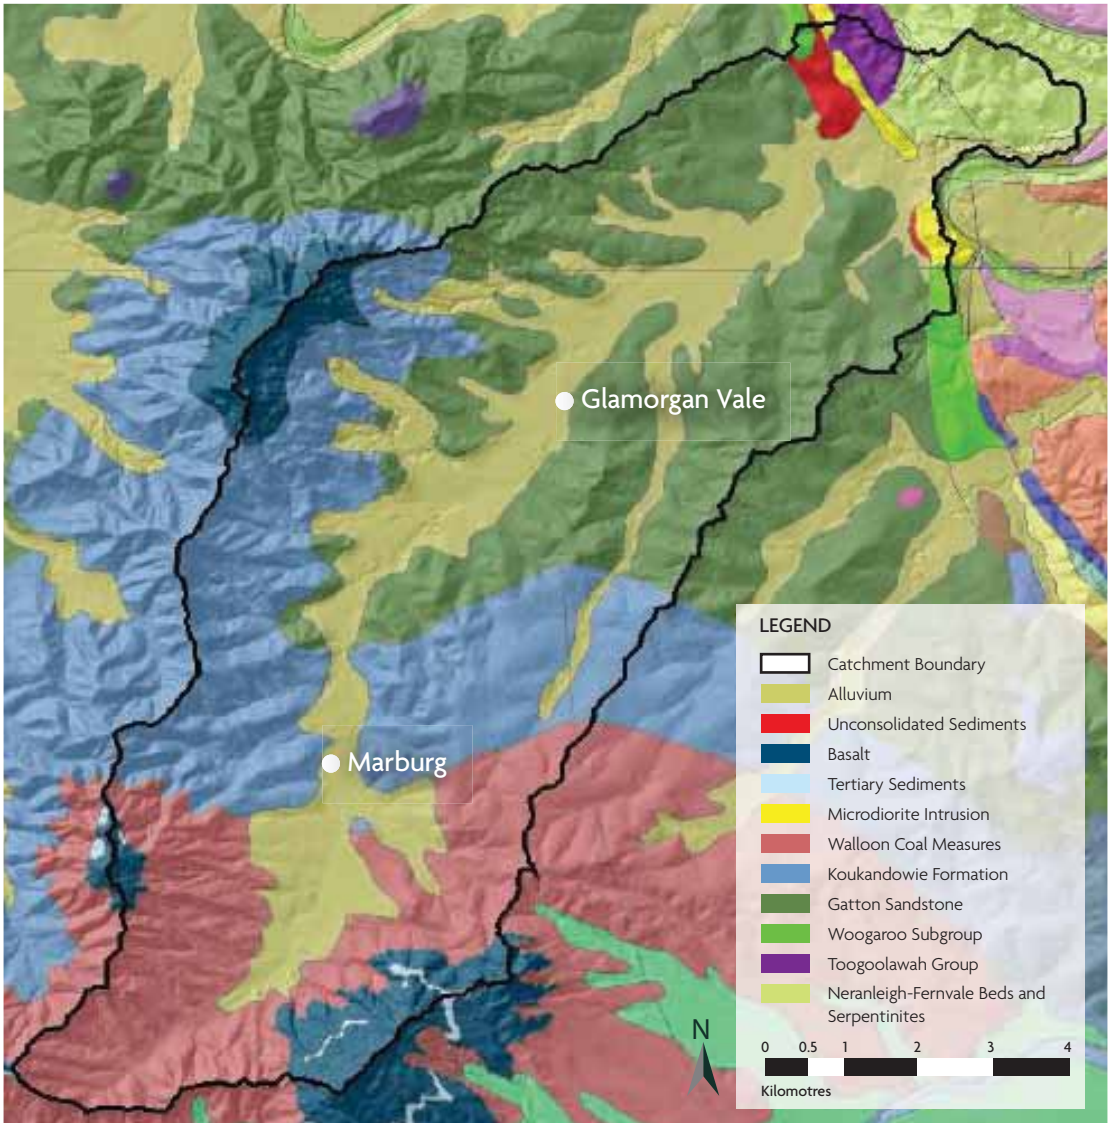 Glamorgan Vale
Marburg
LEGEND
Catchment Boundary
Alluvium
Unconsolidated Sediments
Basalt
Tertiary Sediments
Microdiorite Intrusion
Walloon Coal Measures
Koukandowie Formation
Gatton Sandstone
Woogaroo Subgroup
Toogoolawah Group
Neranleigh-Fernvale Beds and
Serpentinites
N
0 0.5 1 2 3 4
Kilomotres